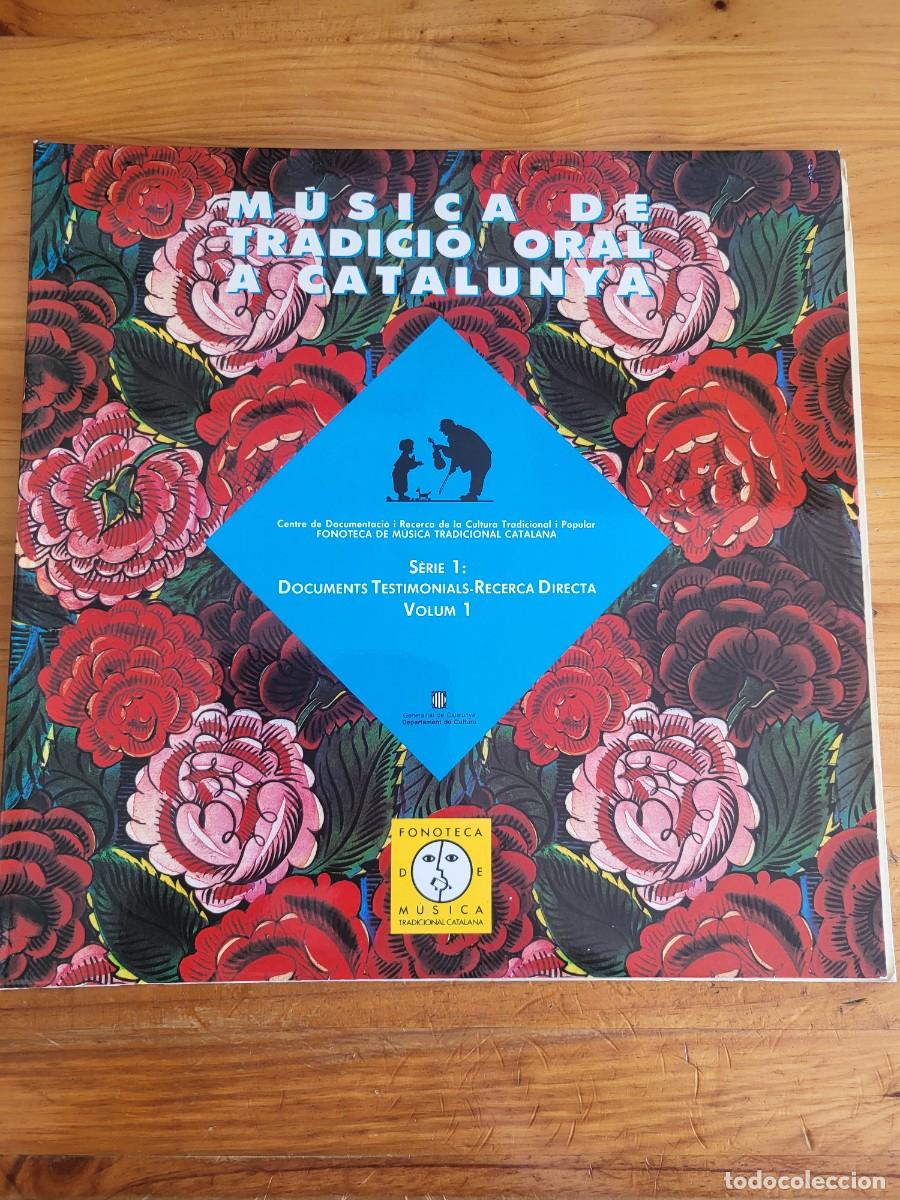 MÚSICA DE
TRADICIÓ ORAL
A CATALUNYA
Centre de Documentació i Recerca de la Cultura Tradicional i Popular
FONOTECA DE MÚSICA TRADICIONAL CATALANA
SÈRIE 1:
DOCUMENTS TESTIMONIALS-RECERCA DIRECTA
VOLUM 1
Generalitat de Catalunya
Departament de Cultura
FONOTECA
DE
MÚSICA
TRADICIONAL CATALANA
todocoleccion